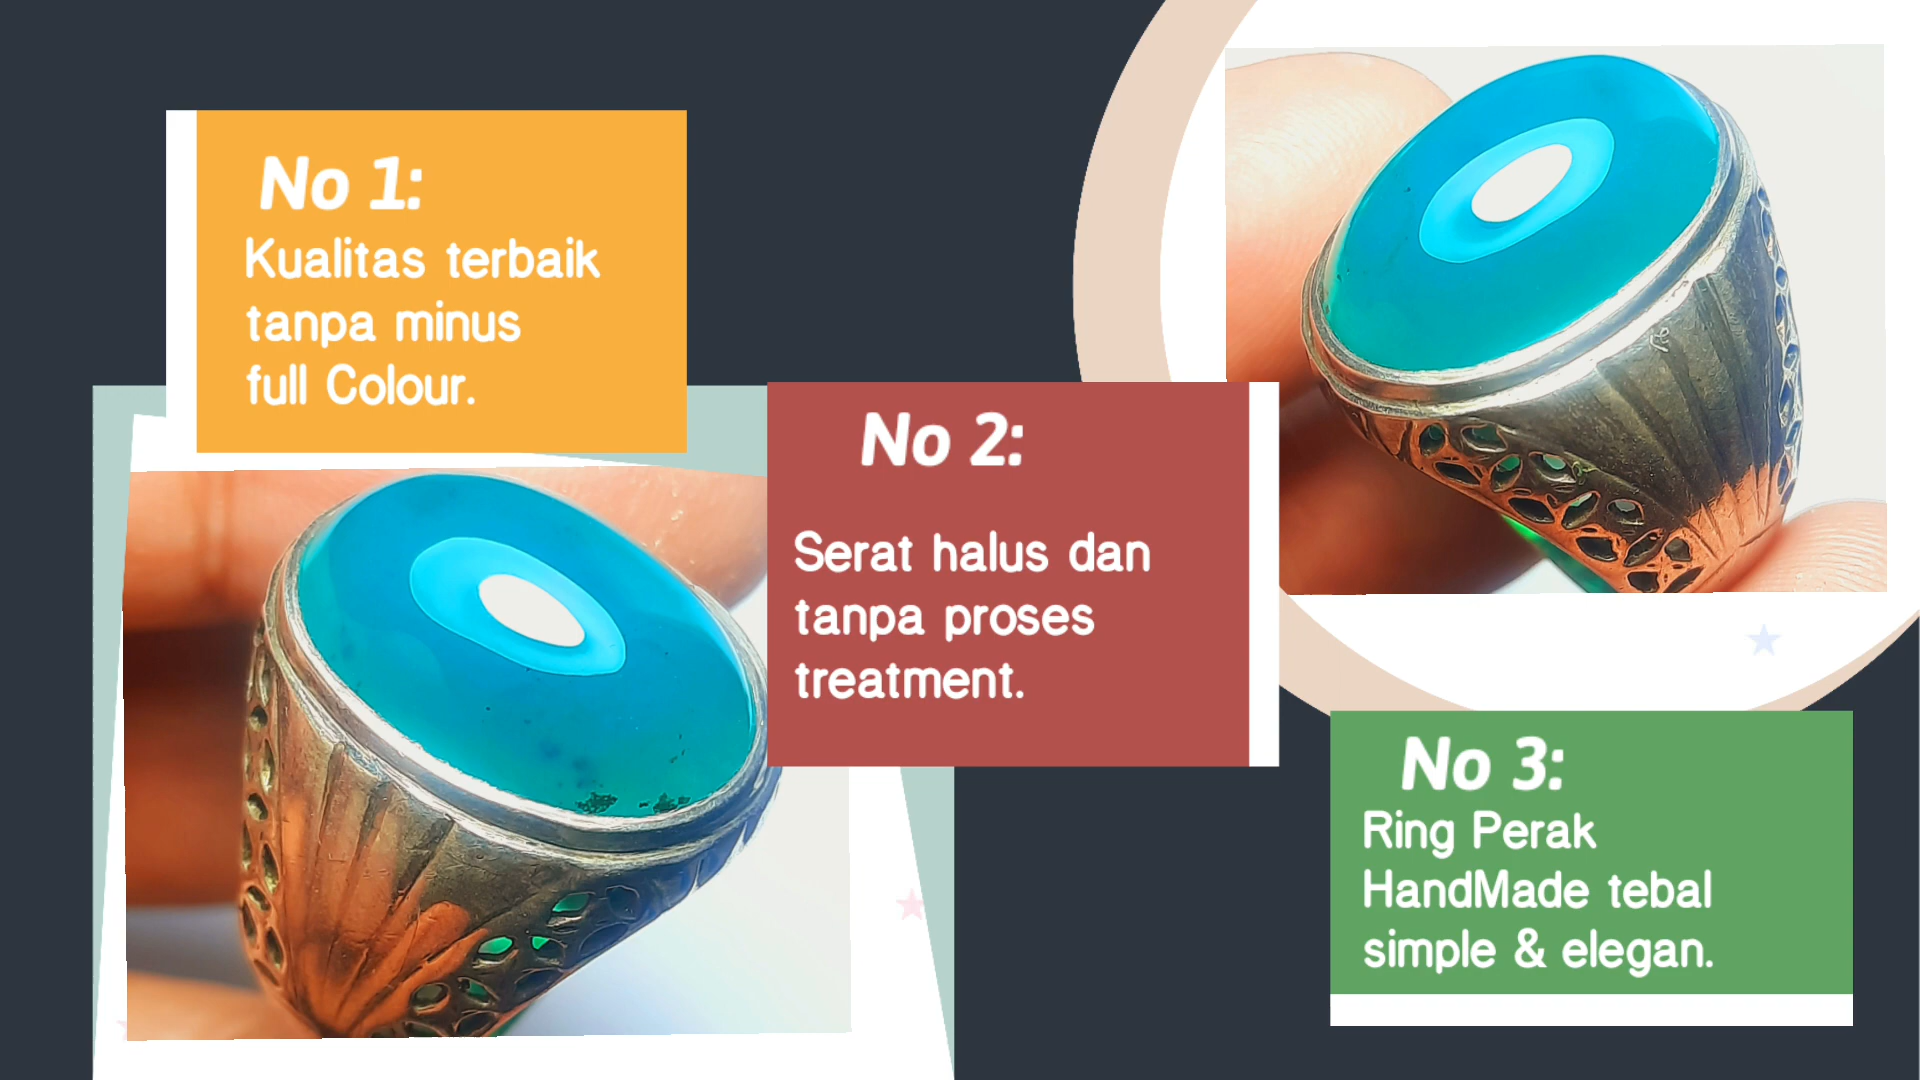 No 1:
Kualitas terbaik
tanpa minus
full Colour.
No 2:
Serat halus dan
tanpa proses
treatment.
No 3:
Ring Perak
HandMade tebal
simple & elegan.